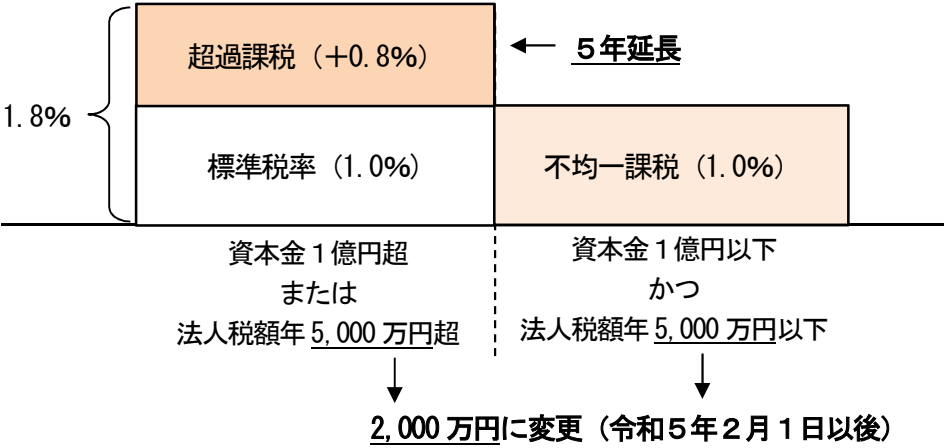 超過課税（＋0.8％）
５年延長
1.8％
標準税率（1.0％）
不均一課税（1.0％）
資本金１億円超
または
法人税額年 5,000 万円超
資本金１億円以下
かつ
法人税額年 5,000 万円以下
2,000 万円に変更（令和５年２月１日以後）